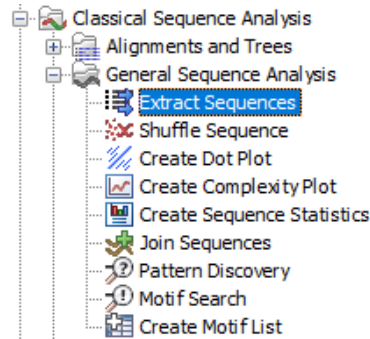 Classical Sequence Analysis
Alignments and Trees
General Sequence Analysis
Extract Sequences
Shuffle Sequence
Create Dot Plot
Create Complexity Plot
Create Sequence Statistics
Join Sequences
Pattern Discovery
Motif Search
Create Motif List